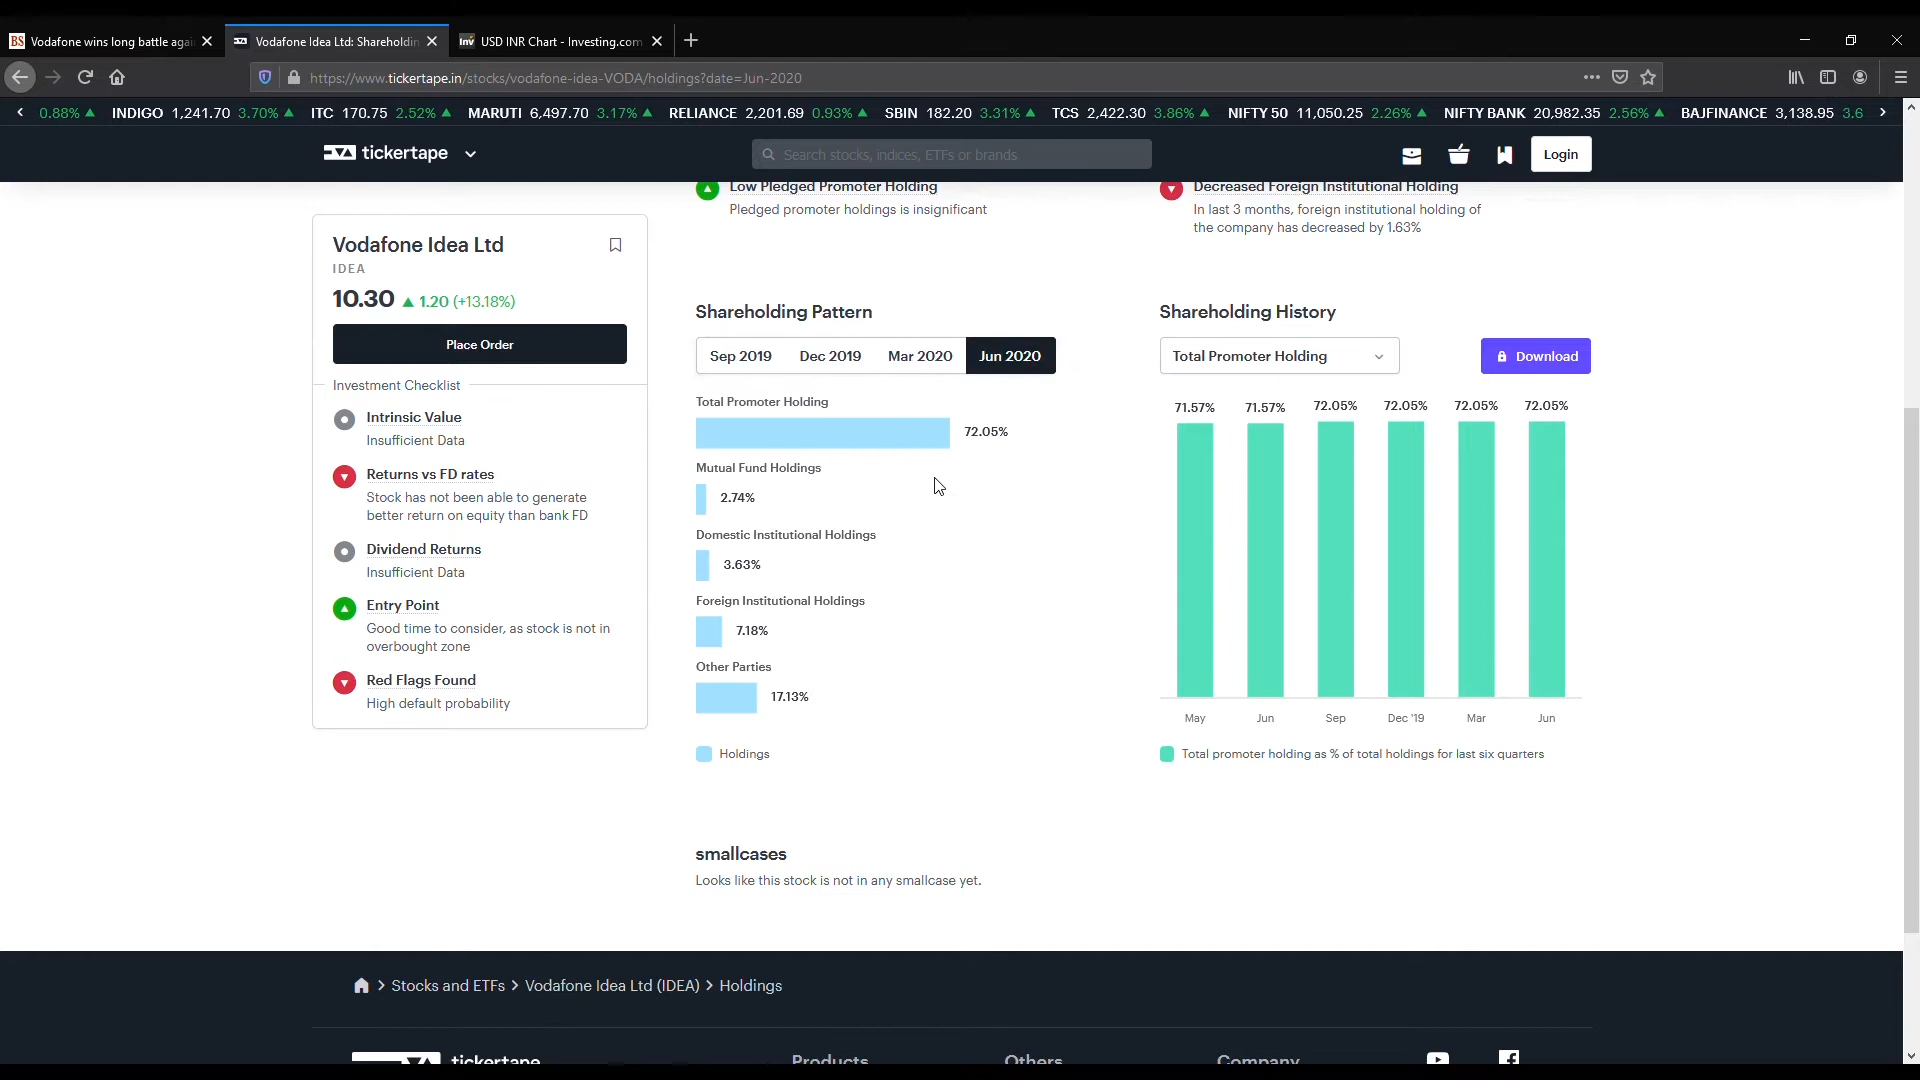 BS Vodafone wins long battle agai
Vodafone Idea Ltd: Shareholdin
Inv USD INR Chart - Investing.com
https://www.tickertape.in/stocks/vodafone-idea-VODA/holdings?date=Jun-2020
0.88% INDIGO 1,241.70 3.70% ITC 170.75 2.52% MARUTI 6,497.70 3.17% RELIANCE 2,201.69 0.93% SBIN 182.20 3.31% TCS 2,422.30 3.86% NIFTY 50 11,050.25 2.26% NIFTY BANK 20,982.35 2.56% BAJFINANCE 3,138.95 3.6
tickertape
Search stocks, indices, ETFs or brands
Login
Low Pledged Promoter Holding
Pledged promoter holdings is insignificant
Decreased Foreign Institutional Holding
In last 3 months, foreign institutional holding of
the company has decreased by 1.63%
Vodafone Idea Ltd
IDEA
10.30 1.20 (+13.18%)
Place Order
Investment Checklist
Intrinsic Value
Insufficient Data
Returns vs FD rates
Stock has not been able to generate
better return on equity than bank FD
Dividend Returns
Insufficient Data
Entry Point
Good time to consider, as stock is not in
overbought zone
Red Flags Found
High default probability
Shareholding Pattern
Sep 2019 Dec 2019 Mar 2020 Jun 2020
Total Promoter Holding
72.05%
Mutual Fund Holdings
2.74%
Domestic Institutional Holdings
3.63%
Foreign Institutional Holdings
7.18%
Other Parties
17.13%
Holdings
Shareholding History
Total Promoter Holding
Download
71.57% 71.57% 72.05% 72.05% 72.05% 72.05%
May Jun Sep Dec '19 Mar Jun
Total promoter holding as % of total holdings for last six quarters
smallcases
Looks like this stock is not in any smallcase yet.
Stocks and ETFs > Vodafone Idea Ltd (IDEA) > Holdings
tickertape
Products
Others
Company